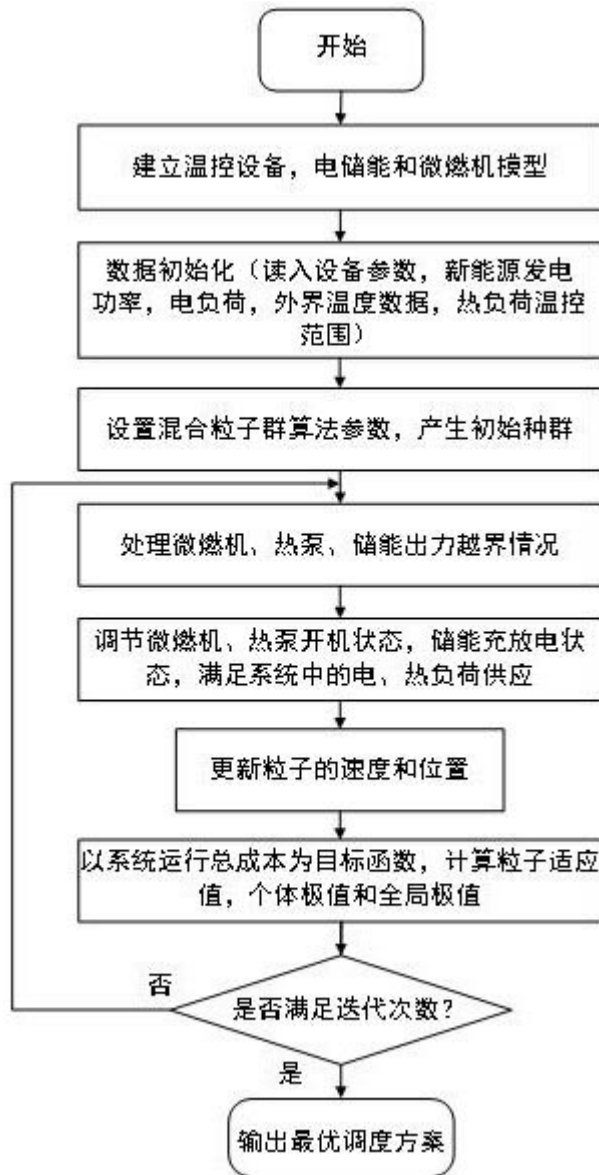 开始
建立温控设备，电储能和微燃机模型
数据初始化（读入设备参数，新能源发电
功率，电负荷，外界温度数据，热负荷温控
范围）
设置混合粒子群算法参数，产生初始种群
处理微燃机、热泵、储能出力越界情况
调节微燃机、热泵开机状态，储能充放电状
态，满足系统中的电、热负荷供应
更新粒子的速度和位置
以系统运行总成本为目标函数，计算粒子适应
值，个体极值和全局极值
否
是否满足迭代次数？
是
输出最优调度方案